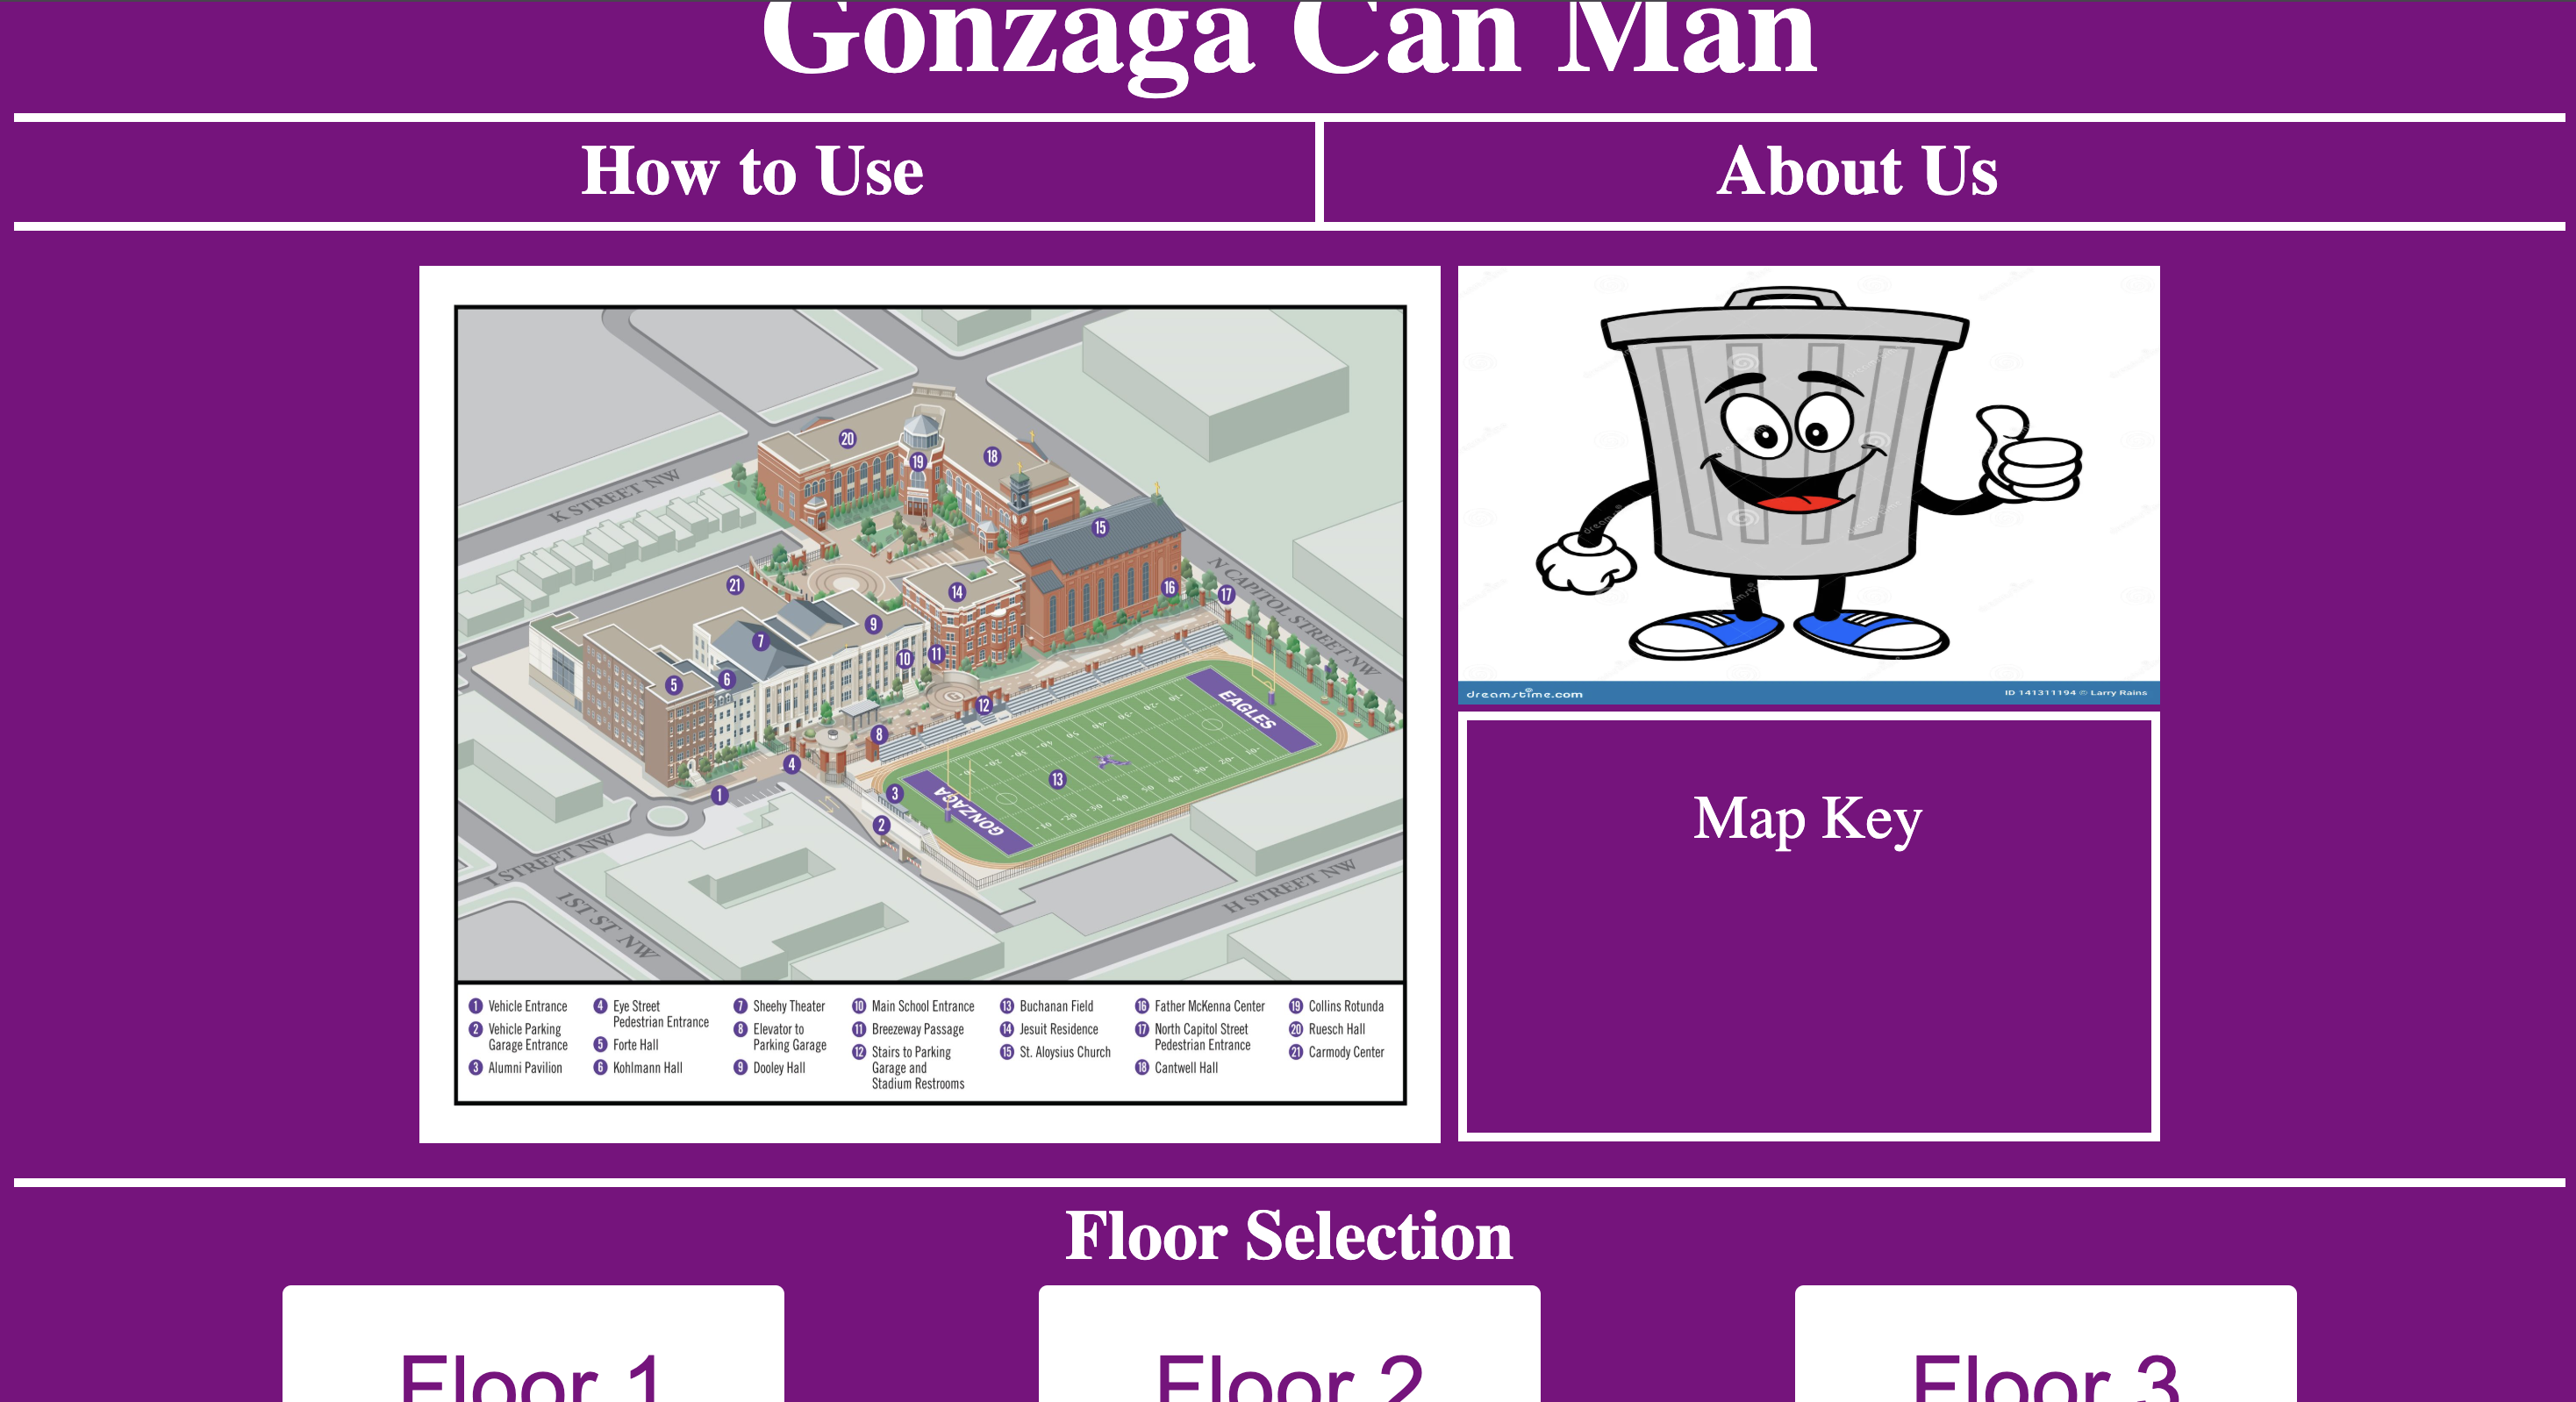 Gonzaga Can Man
How to Use
About Us
K STREET NW
N CAPITOL STREET NW
I STREET NW
1ST ST NW
H STREET NW
EAGLES
GONZAGA
20
19
18
15
21
14
16
17
9
7
10
11
6
5
12
8
4
13
1
3
2
1 Vehicle Entrance
2 Vehicle Parking
Garage Entrance
3 Alumni Pavilion
4 Eye Street
Pedestrian Entrance
5 Forte Hall
6 Kohlmann Hall
7 Sheehy Theater
8 Elevator to
Parking Garage
9 Dooley Hall
10 Main School Entrance
11 Breezeway Passage
12 Stairs to Parking
Garage and
Stadium Restrooms
13 Buchanan Field
14 Jesuit Residence
15 St. Aloysius Church
16 Father McKenna Center
17 North Capitol Street
Pedestrian Entrance
18 Cantwell Hall
19 Collins Rotunda
20 Ruesch Hall
21 Carmody Center
dreamstime.com
ID 141311194 © Larry Rains
Map Key
Floor Selection
Floor 1
Floor 2
Floor 3